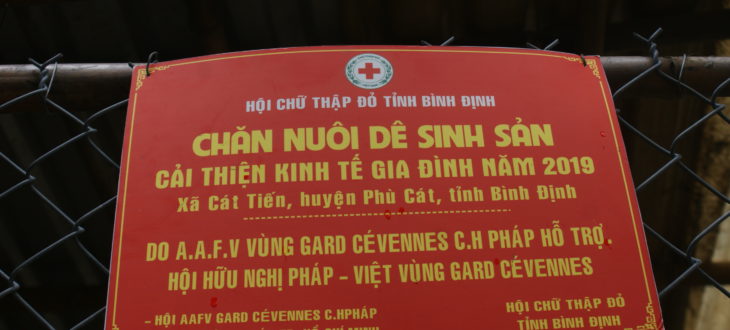 HỘI CHỮ THẬP ĐỎ TỈNH BÌNH ĐỊNH
CHĂN NUÔI DÊ SINH SẢN
CẢI THIỆN KINH TẾ GIA ĐÌNH NĂM 2019
Xã Cát Tiến, huyện Phù Cát, tỉnh Bình Định
DO A.A.F.V VÙNG GARD CÉVENNES C.H PHÁP HỖ TRỢ.
HỘI HỮU NGHỊ PHÁP - VIỆT VÙNG GARD CÉVENNES
- HỘI AAFV GARD CÉVENNES C.HPHÁP
HỘI CHỮ THẬP ĐỎ
TỈNH BÌNH ĐỊNH